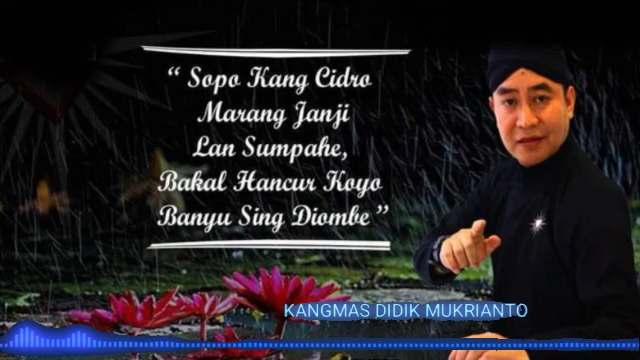 “ Sopo Kang Cidro
Marang Janji
Lan Sumpahe,
Bakal Hancur Koyo
Banyu Sing Diombe ”
KANGMAS DIDIK MUKRIANTO